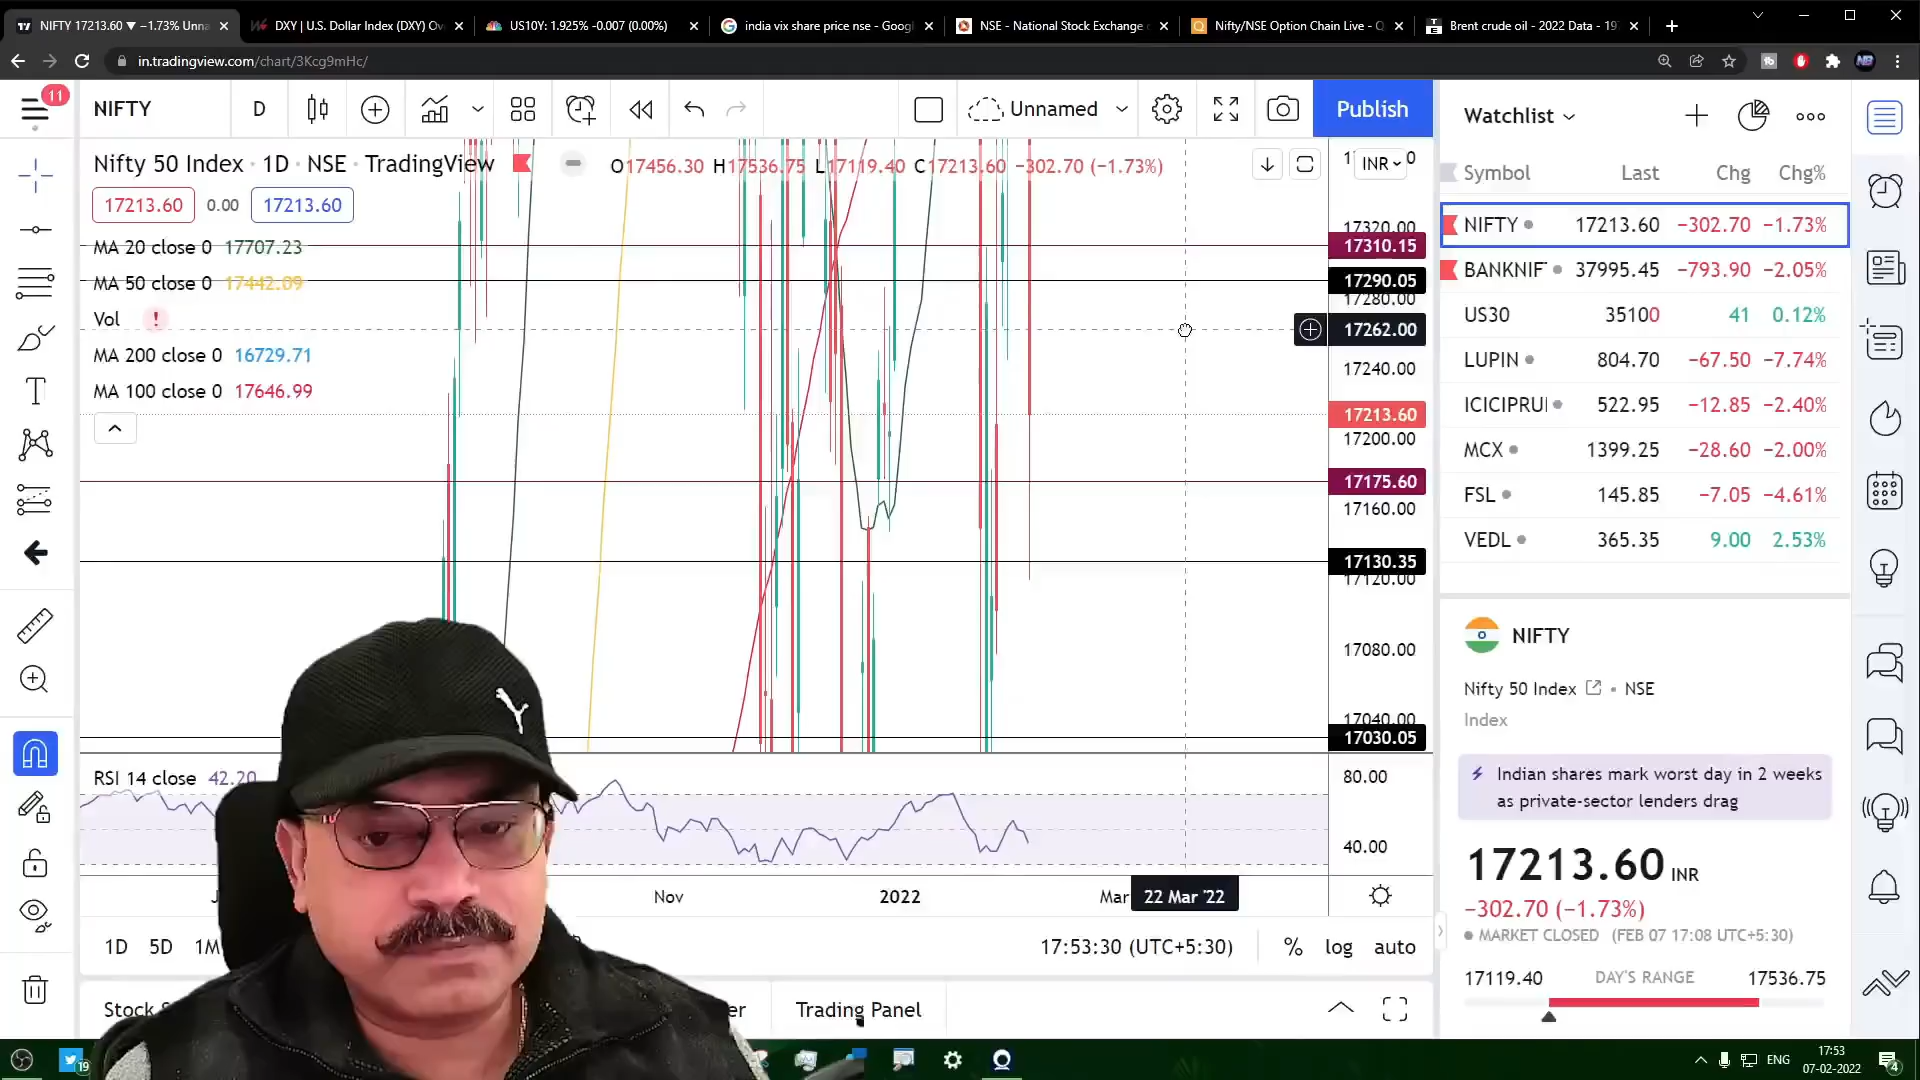 NIFTY 17213.60 ▼ −1.73% Unna
DXY | U.S. Dollar Index (DXY) Ov
US10Y: 1.925% -0.007 (0.00%)
india vix share price nse - Googl
NSE - National Stock Exchange
Nifty/NSE Option Chain Live - Q
Brent crude oil - 2022 Data - 19
in.tradingview.com/chart/3Kcg9mHc/
11
NIFTY
D
Unnamed
Publish
Nifty 50 Index · 1D · NSE · TradingView
O17456.30 H17536.75 L17119.40 C17213.60 −302.70 (−1.73%)
INR
17213.60
0.00
17213.60
MA 20 close 0 17707.23
MA 50 close 0 17442.09
Vol !
MA 200 close 0 16729.71
MA 100 close 0 17646.99
17320.00
17310.15
17290.05
17280.00
17262.00
17240.00
17213.60
17200.00
17175.60
17160.00
17130.35
17120.00
17080.00
17040.00
17030.05
RSI 14 close 42.20
80.00
40.00
Nov
2022
Mar
22 Mar '22
1D 5D 1M
17:53:30 (UTC+5:30)
% log auto
Stock S
er
Trading Panel
Watchlist
Symbol Last Chg Chg%
NIFTY 17213.60 −302.70 −1.73%
BANKNIF 37995.45 −793.90 −2.05%
US30 35100 41 0.12%
LUPIN 804.70 −67.50 −7.74%
ICICIPRUI 522.95 −12.85 −2.40%
MCX 1399.25 −28.60 −2.00%
FSL 145.85 −7.05 −4.61%
VEDL 365.35 9.00 2.53%
NIFTY
Nifty 50 Index • NSE
Index
Indian shares mark worst day in 2 weeks
as private-sector lenders drag
17213.60 INR
−302.70 (−1.73%)
MARKET CLOSED (FEB 07 17:08 UTC+5:30)
17119.40 DAY'S RANGE 17536.75
19
ENG
17:53
07-02-2022
4